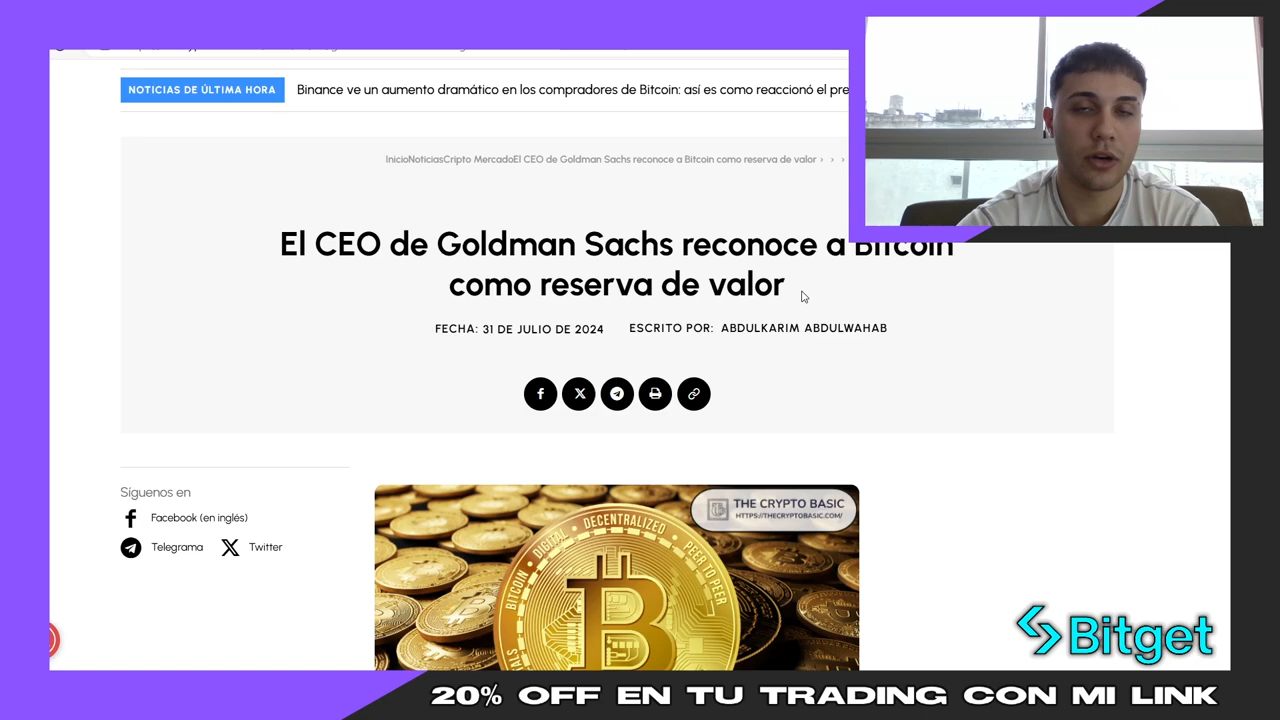 NOTICIAS DE ÚLTIMA HORA
Binance ve un aumento dramático en los compradores de Bitcoin: así es como reaccionó el pre
InicioNoticiasCripto MercadoEl CEO de Goldman Sachs reconoce a Bitcoin como reserva de valor › › ›
El CEO de Goldman Sachs reconoce a Bitcoin
como reserva de valor
FECHA: 31 DE JULIO DE 2024 ESCRITO POR: ABDULKARIM ABDULWAHAB
Síguenos en
Facebook (en inglés)
Telegrama Twitter
THE CRYPTO BASIC
HTTPS://THECRYPTOBASIC.COM/
BITCOIN • DIGITAL • DECENTRALIZED • PEER TO PEER
Bitget
20% OFF EN TU TRADING CON MI LINK